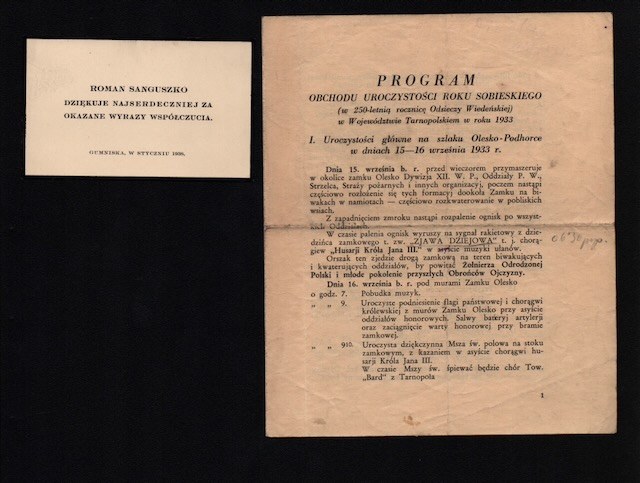 ROMAN SANGUSZKO
DZIĘKUJE NAJSERDECZNIEJ ZA
OKAZANE WYRAZY WSPÓŁCZUCIA.
GUMNISKA, W STYCZNIU
PROGRAM
OBCHODU UROCZYSTOŚCI ROKU SOBIESKIEGO
(w 250-letnią rocznicę Odsieczy Wiedeńskiej)
w Województwie Tarnopolskiem w roku 1933
I. Uroczystości główne na szlaku Olesko-Podhorce
w dniach 15—16 września 1933 r.
Dnia 15. września b. r. przed wieczorem przymaszeruje
w okolice zamku Olesko Dywizja XII. W. P., Oddziały P. W.,
Strzelca, Straży pożarnych i innych organizacyj, poczem nastąpi
częściowo rozłożenie się tych formacyj dookoła Zamku na bi-
wakach w namiotach — częściowo rozkwaterowanie w pobliskich
wsiach.
Z zapadnięciem zmroku nastąpi rozpalenie ognisk po wszyst-
kich Oddziałach.
W czasie palenia ognisk wyruszy na sygnał rakietowy z dzie-
dzińca zamkowego t. zw. „ZJAWA DZIEJOWA" t. j. chorą-
giew „Husarji Króla Jana III." w asyście muzyki ułanów.
Orszak ten zjedzie drogą zamkową na teren biwakujących
i kwaterujących oddziałów, by powitać Żołnierza Odrodzonej
Polski i młode pokolenie przyszłych Obrońców Ojczyzny.
Dnia 16. września b. r. pod murami Zamku Olesko
o godz. 7. Pobudka muzyk.
„ „ 9. Uroczyste podniesienie flagi państwowej i chorągwi
królewskiej z murów Zamku Olesko przy asyście
oddziałów honorowych. Salwy bateryj artylerji
oraz zaciągnięcie warty honorowej przy bramie
zamkowej.
„ „ 9³⁰. Uroczysta dziękczynna Msza św. polowa na stoku
zamkowym, z kazaniem w asyście chorągwi hu-
sarji Króla Jana III.
W czasie Mszy św. śpiewać będzie chór Tow.
„Bard" z Tarnopola
1